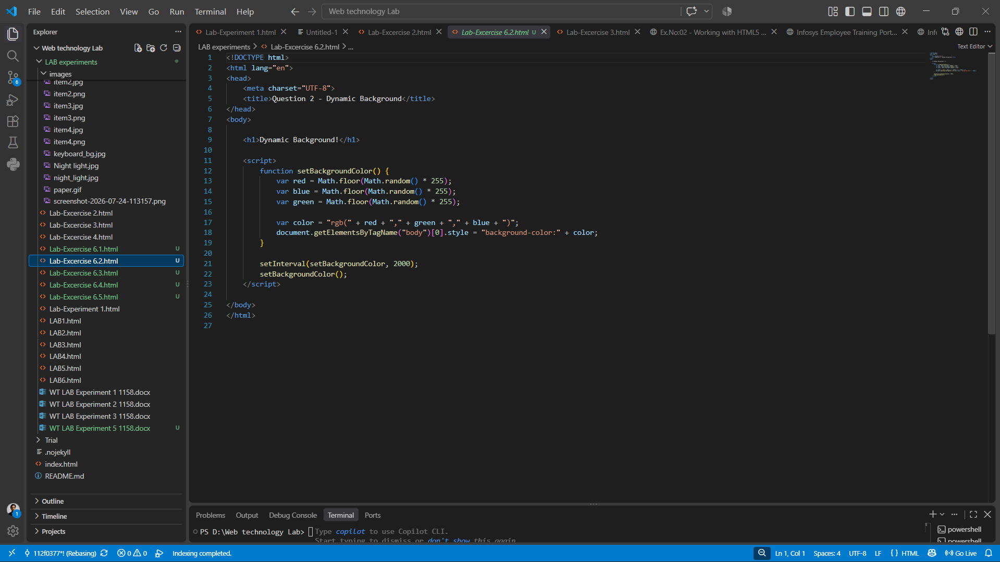 File Edit Selection View Go Run Terminal Help
Web technology Lab
Explorer
Web technology Lab
LAB experiments
images
item2.jpg
item2.png
item3.jpg
item3.png
item4.jpg
item4.png
keyboard_bg.jpg
Night light.jpg
night_light.jpg
paper.gif
screenshot-2026-07-24-113157.png
Lab-Excercise 2.html
Lab-Excercise 3.html
Lab-Excercise 4.html
Lab-Excercise 6.1.html U
Lab-Excercise 6.2.html U
Lab-Excercise 6.3.html U
Lab-Excercise 6.4.html U
Lab-Excercise 6.5.html U
Lab-Experiment 1.html
LAB1.html
LAB2.html
LAB3.html
LAB4.html
LAB5.html
LAB6.html
WT LAB Experiment 1 1158.docx
WT LAB Experiment 2 1158.docx
WT LAB Experiment 3 1158.docx
WT LAB Experiment 5 1158.docx U
Trial
.nojekyll
index.html
README.md
Outline
Timeline
Projects
6
1
Lab-Experiment 1.html Untitled-1 Lab-Excercise 2.html Lab-Excercise 6.2.html U Lab-Excercise 3.html Ex.No:02 - Working with HTML5 ... Infosys Employee Training Port...
LAB experiments > Lab-Excercise 6.2.html > ...
Text Editor
1 <!DOCTYPE html>
2 <html lang="en">
3 <head>
4 <meta charset="UTF-8">
5 <title>Question 2 - Dynamic Background</title>
6 </head>
7 <body>
8
9 <h1>Dynamic Background!</h1>
10
11 <script>
12 function setBackgroundColor() {
13 var red = Math.floor(Math.random() * 255);
14 var blue = Math.floor(Math.random() * 255);
15 var green = Math.floor(Math.random() * 255);
16
17 var color = "rgb(" + red + "," + green + "," + blue + ")";
18 document.getElementsByTagName("body")[0].style = "background-color:" + color;
19 }
20
21 setInterval(setBackgroundColor, 2000);
22 setBackgroundColor();
23 </script>
24
25 </body>
26 </html>
27
Problems Output Debug Console Terminal Ports
PS D:\Web technology Lab> Type copilot to use Copilot CLI.
Start typing to dismiss or don't show this again
powershell
powershell
112f0377*! (Rebasing) 0 0 Indexing completed.
Ln 1, Col 1 Spaces: 4 UTF-8 LF { } HTML Go Live